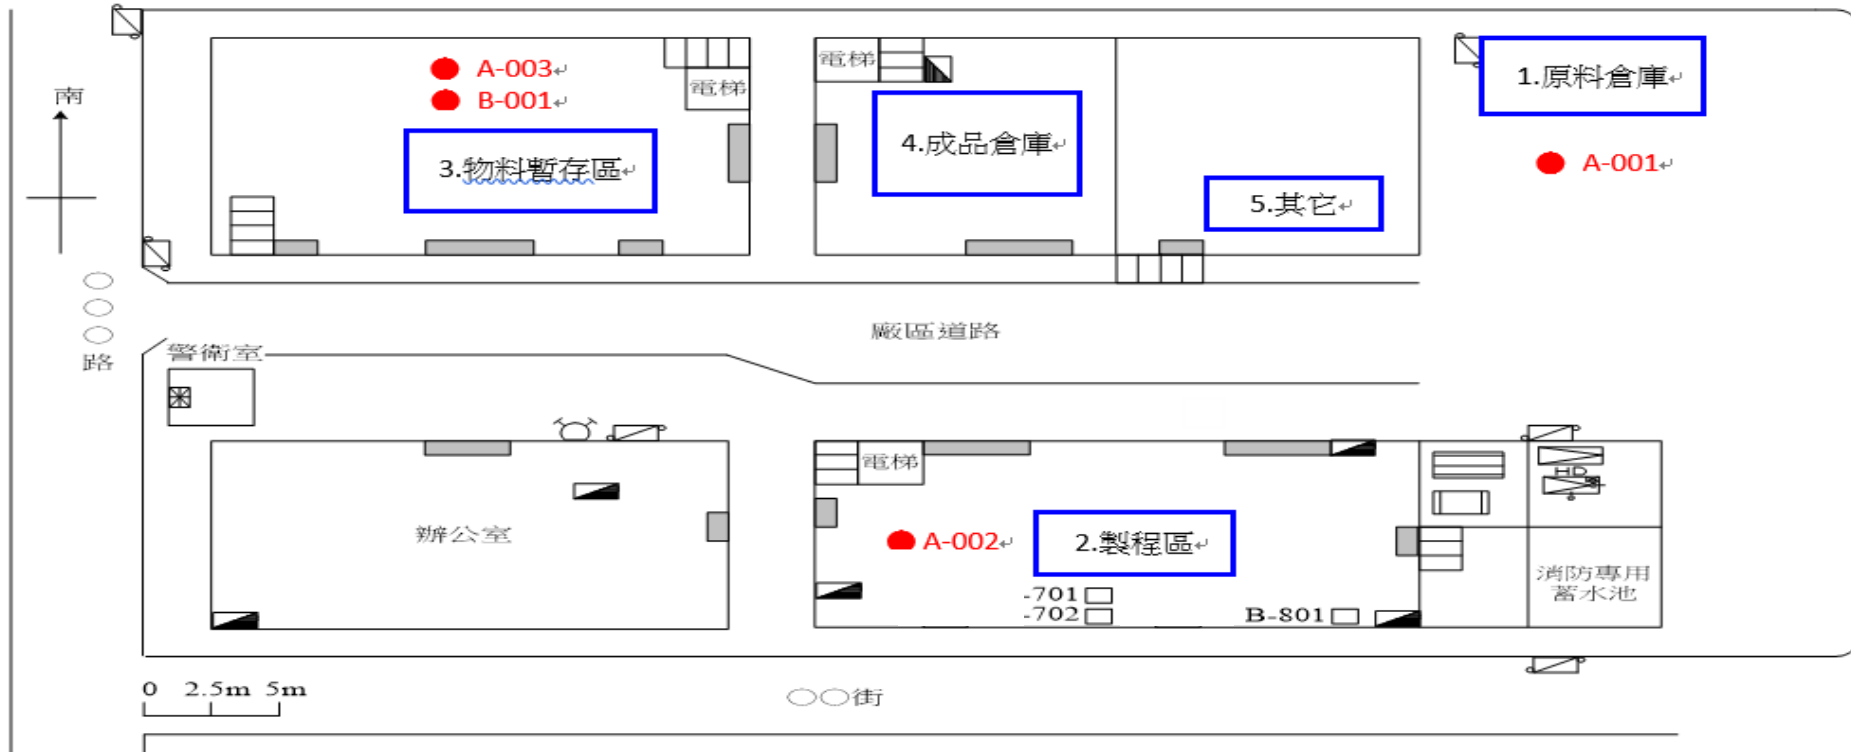 南
A-003
B-001
電梯
3.物料暫存區
電梯
4.成品倉庫
5.其它
1.原料倉庫
A-001
○
○
○
路
廠區道路
警衛室
辦公室
電梯
A-002
2.製程區
-701
-702
B-801
HD
消防專用
蓄水池
0 2.5m 5m
○○街